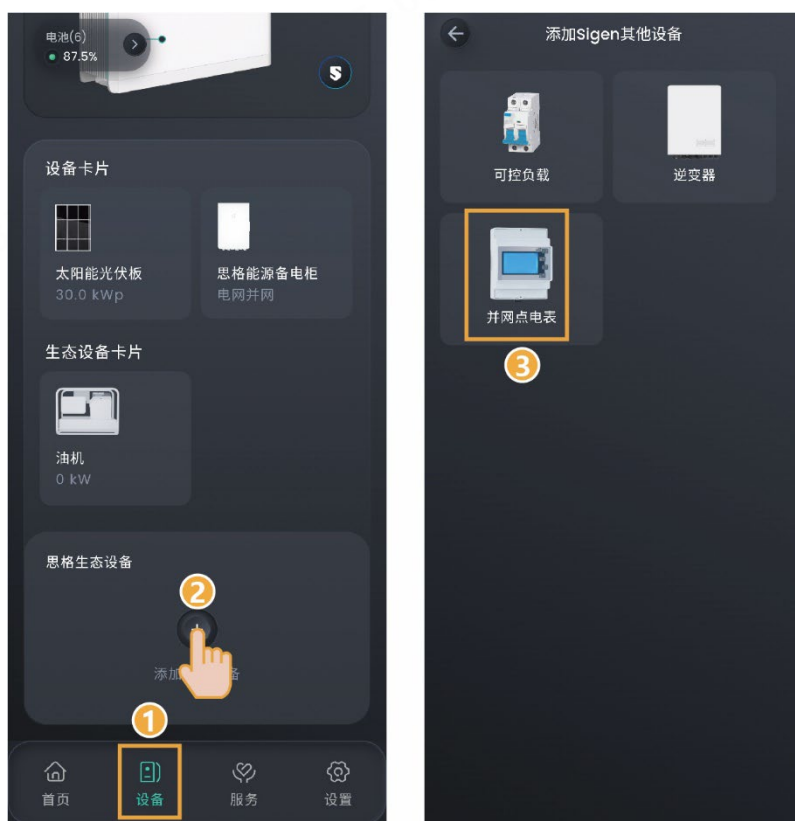 电池(6)
87.5%
设备卡片
太阳能光伏板
30.0 kWp
思格能源备电柜
电网并网
生态设备卡片
油机
0 kW
思格生态设备
2
添加
备
1
首页
设备
服务
设置
添加Sigen其他设备
可控负载
逆变器
并网点电表
3